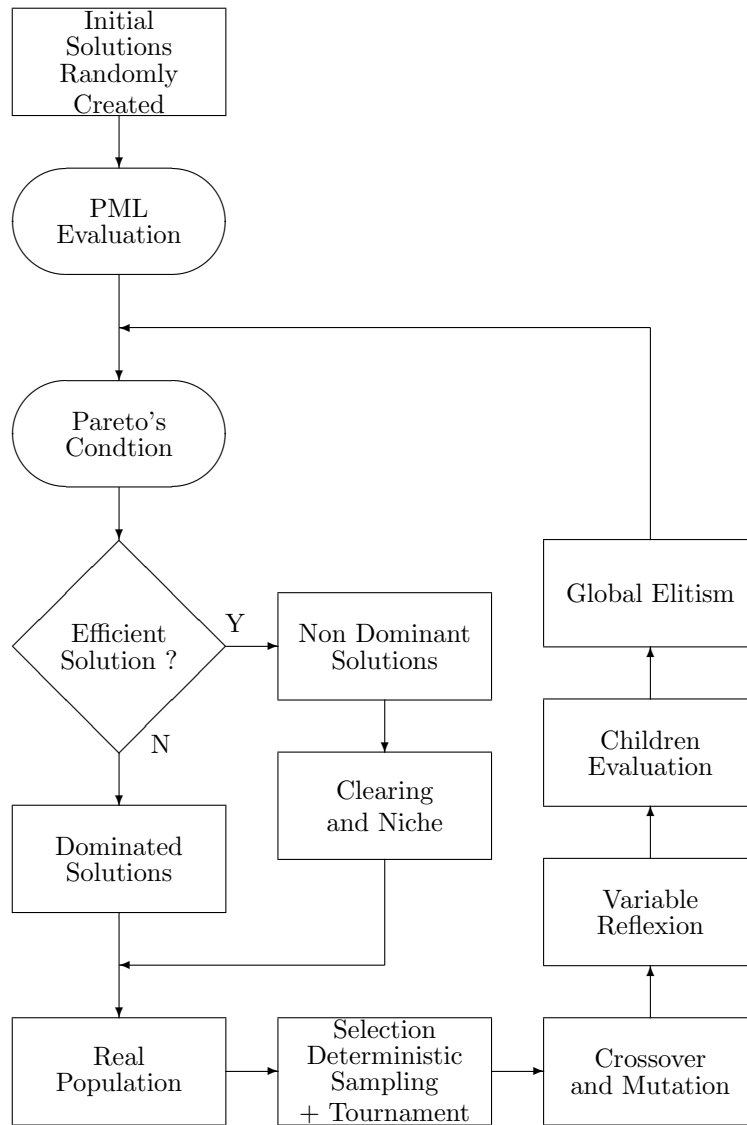 Initial
Solutions
Randomly
Created
PML
Evaluation
Pareto's
Condtion
Efficient
Solution ?
Y
N
Non Dominant
Solutions
Clearing
and Niche
Dominated
Solutions
Real
Population
Selection
Deterministic
Sampling
+ Tournament
Crossover
and Mutation
Variable
Reflexion
Children
Evaluation
Global Elitism